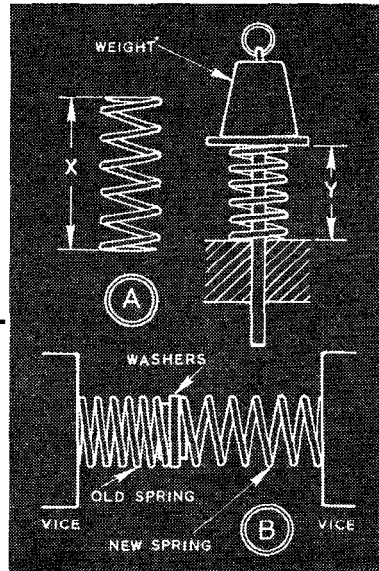 WEIGHT
X
Y
A
WASHERS
OLD SPRING
VICE
NEW SPRING
B
VICE